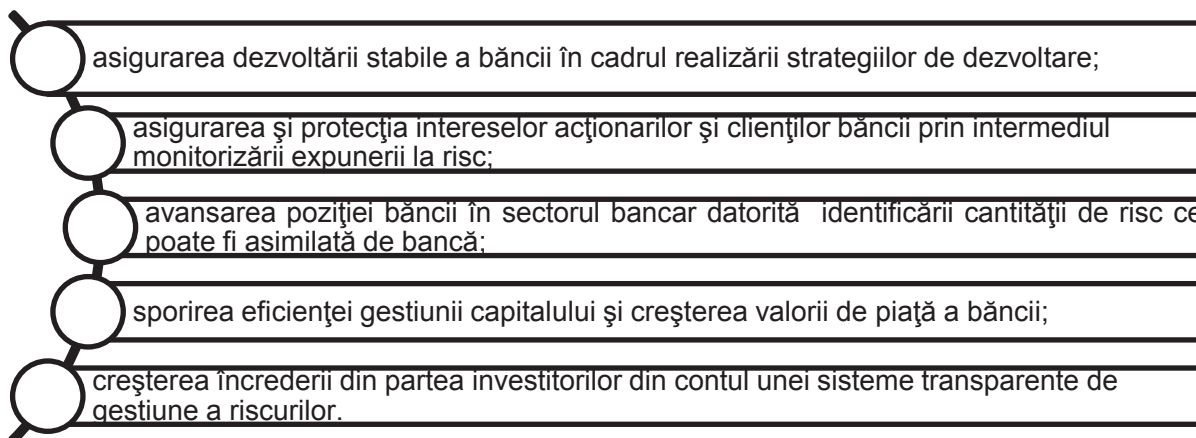 asigurarea dezvoltării stabile a băncii în cadrul realizării strategiilor de dezvoltare;
asigurarea şi protecţia intereselor acţionarilor şi clienţilor băncii prin intermediul
monitorizării expunerii la risc;
avansarea poziţiei băncii în sectorul bancar datorită identificării cantităţii de risc ce
poate fi asimilată de bancă;
sporirea eficienţei gestiunii capitalului şi creşterea valorii de piaţă a băncii;
creşterea încrederii din partea investitorilor din contul unei sisteme transparente de
gestiune a riscurilor.